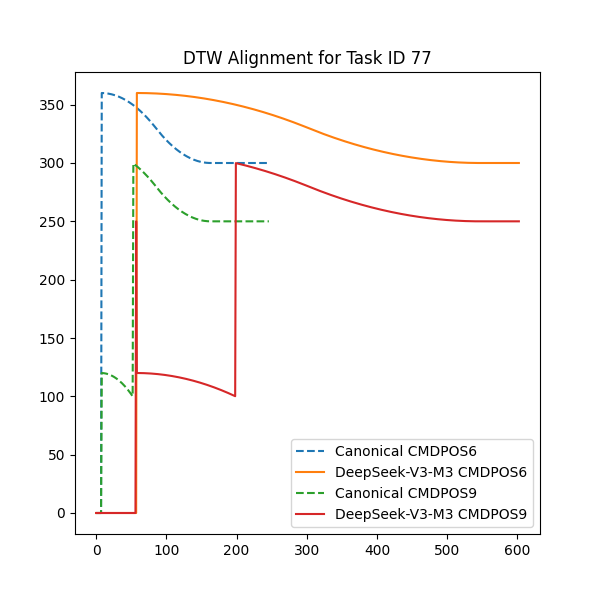 DTW Alignment for Task ID 77
350
300
250
200
150
100
50
0
0 100 200 300 400 500 600
Canonical CMDPOS6
DeepSeek-V3-M3 CMDPOS6
Canonical CMDPOS9
DeepSeek-V3-M3 CMDPOS9